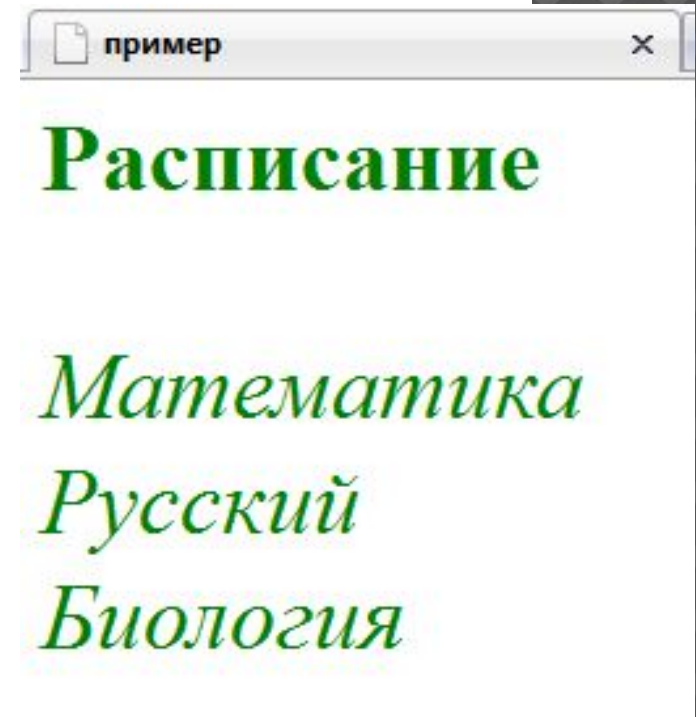 пример
Расписание
Математика
Русский
Биология